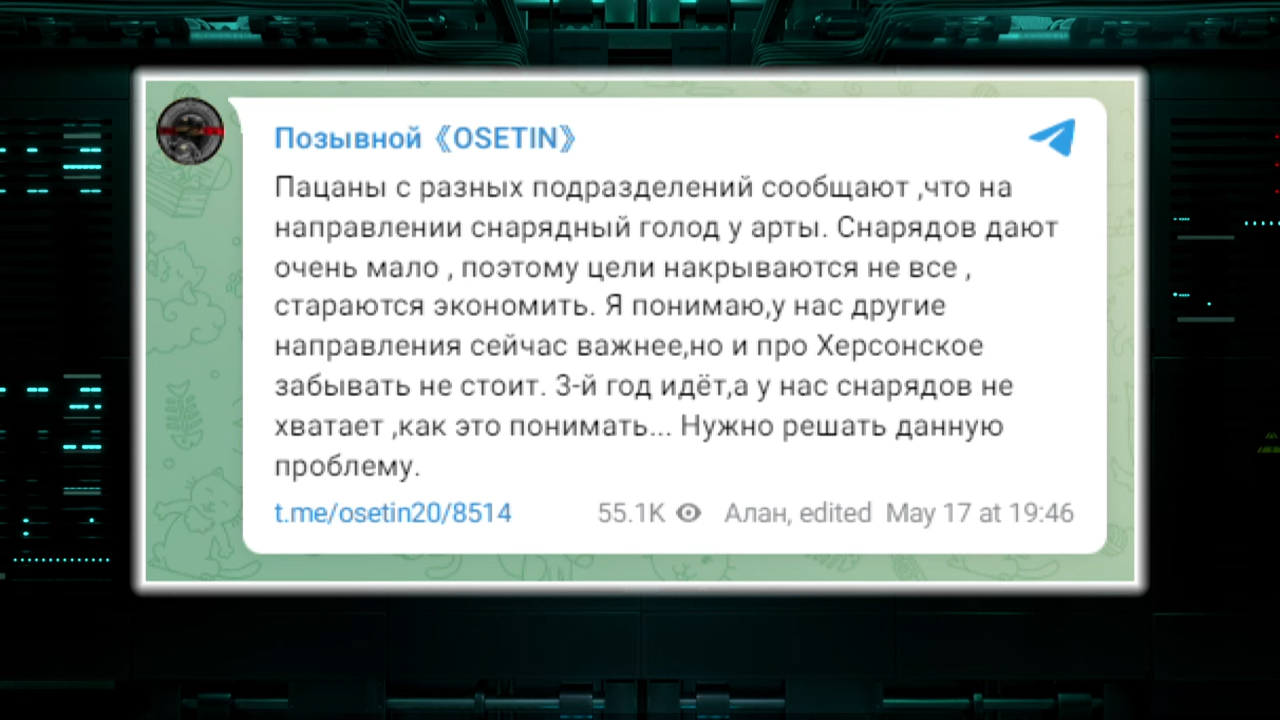 Позывной 《OSETIN》
Пацаны с разных подразделений сообщают ,что на
направлении снарядный голод у арты. Снарядов дают
очень мало , поэтому цели накрываются не все ,
стараются экономить. Я понимаю,у нас другие
направления сейчас важнее,но и про Херсонское
забывать не стоит. 3-й год идёт,а у нас снарядов не
хватает ,как это понимать... Нужно решать данную
проблему.
t.me/osetin20/8514 55.1K Алан, edited May 17 at 19:46